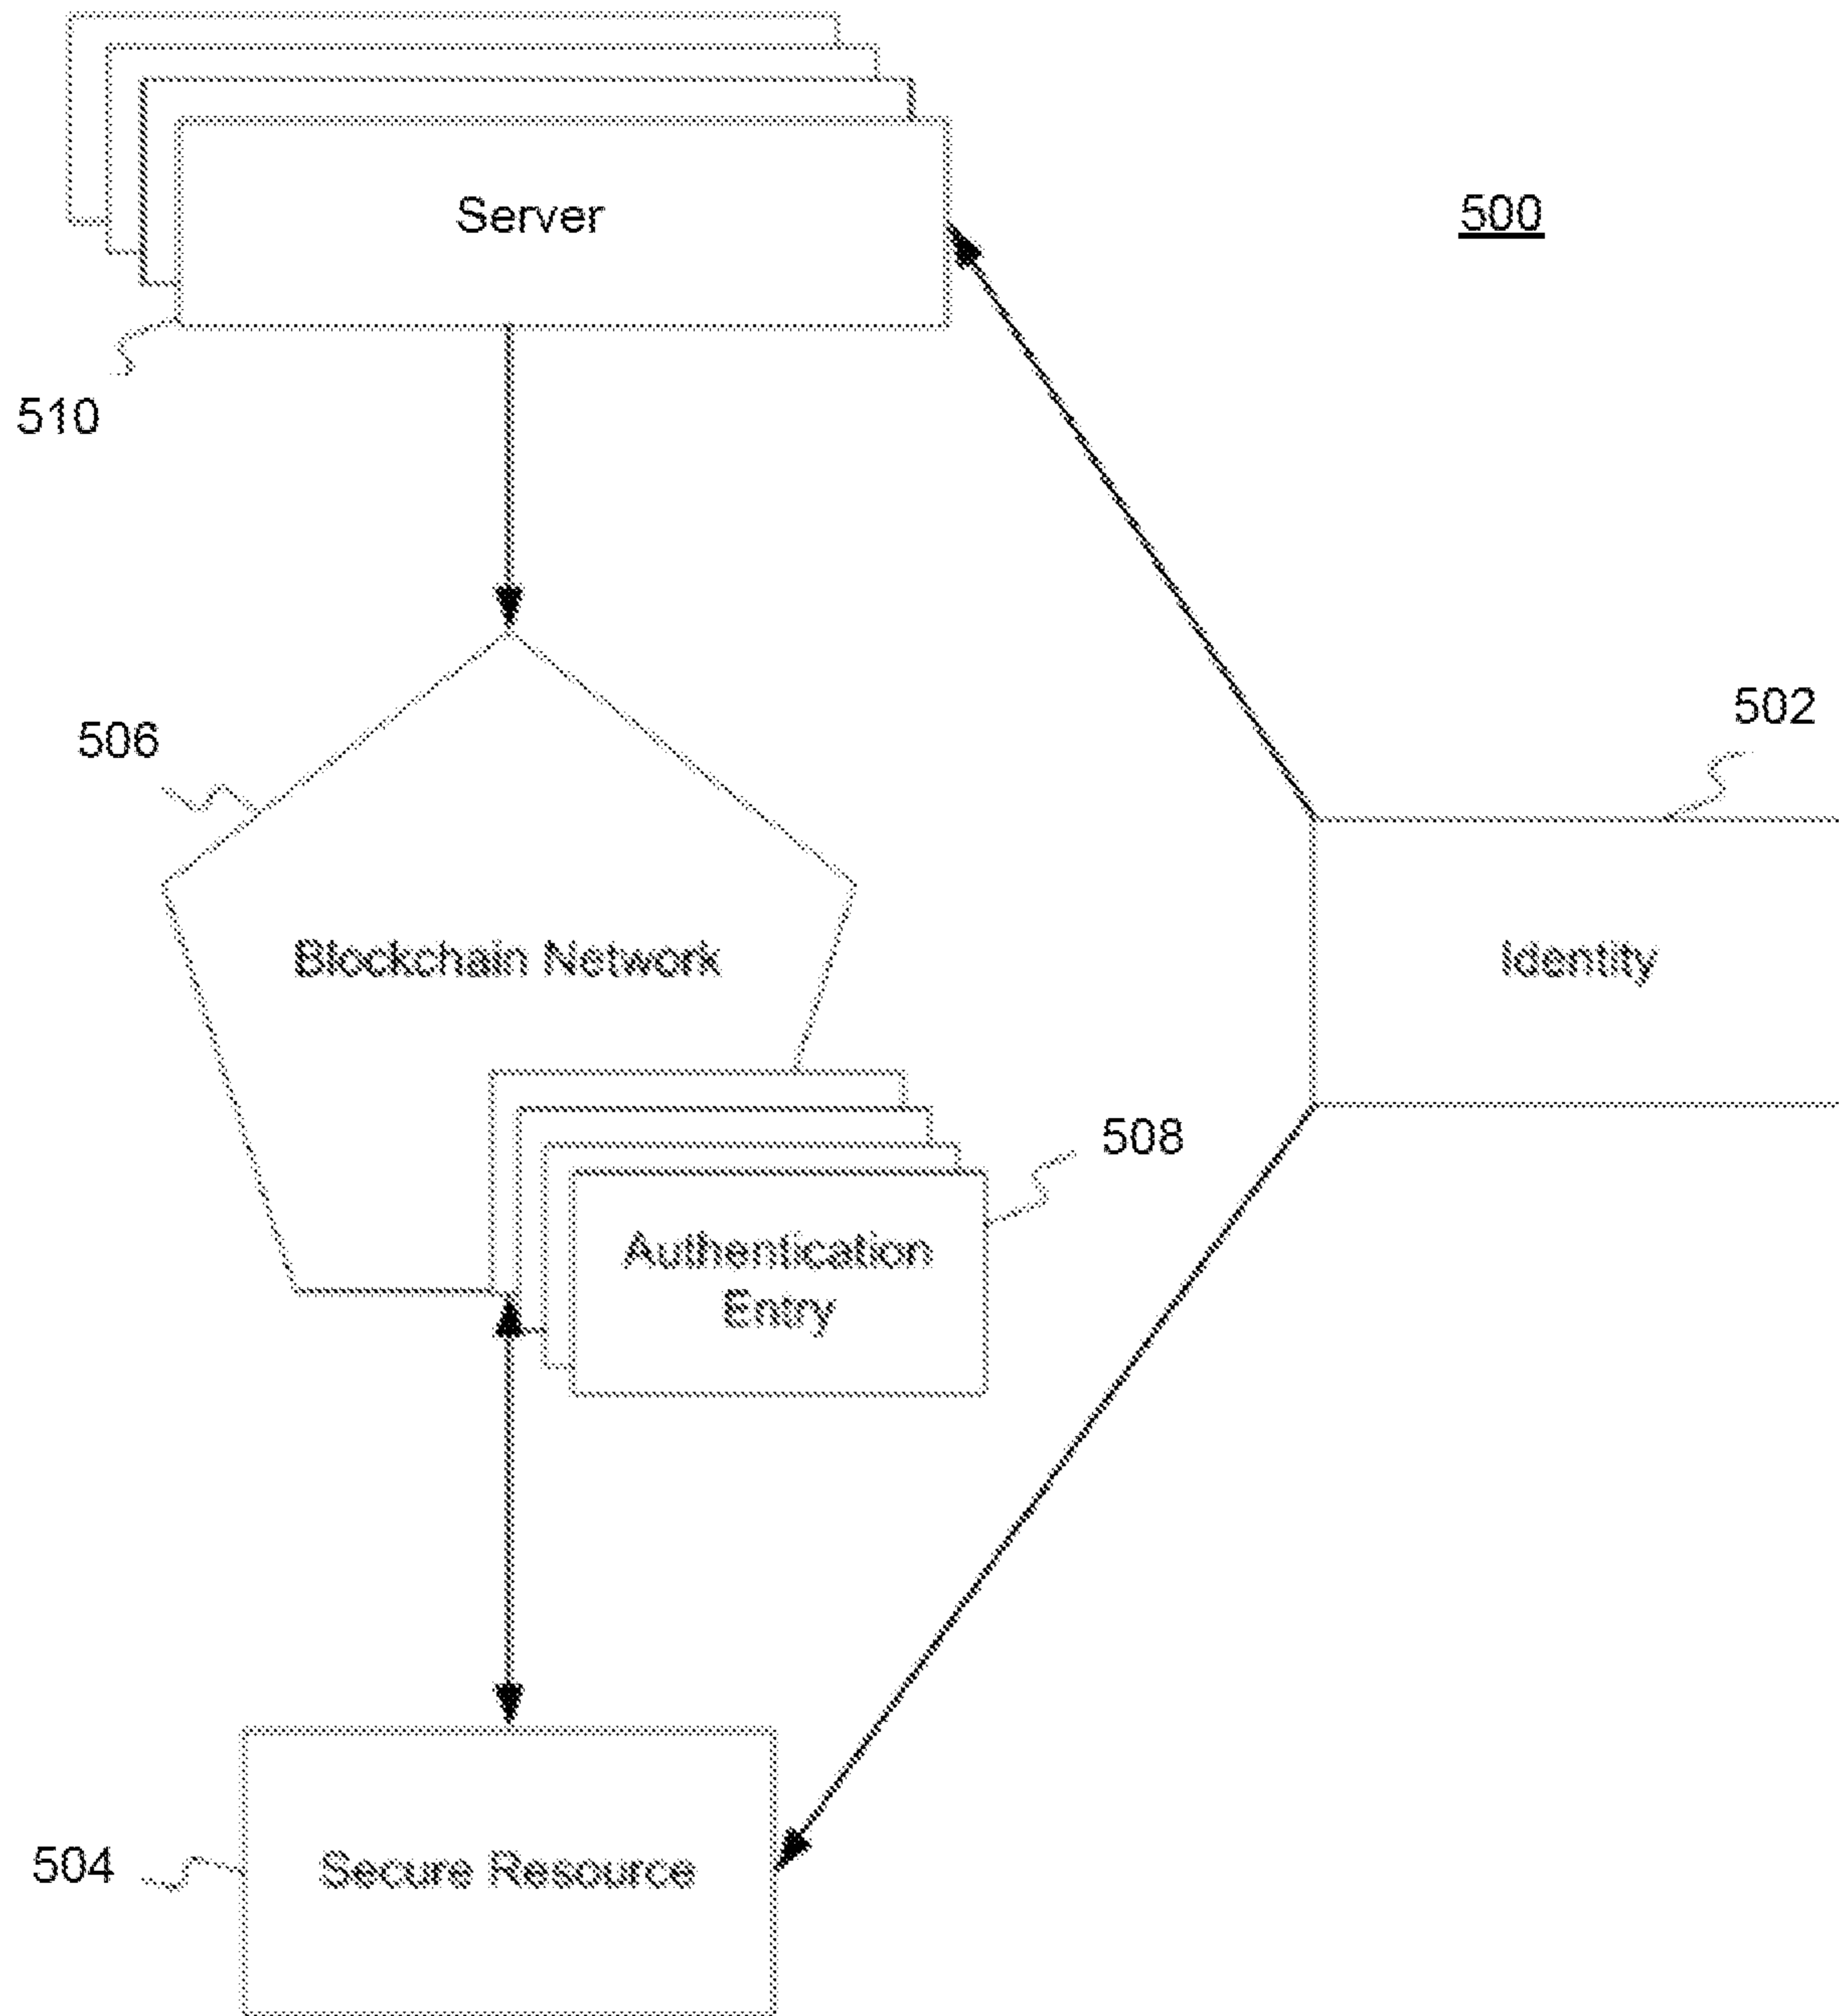 Server
500
510
502
506
Blockchain Network
Identity
508
Authentication
Entry
504
Secure Resource